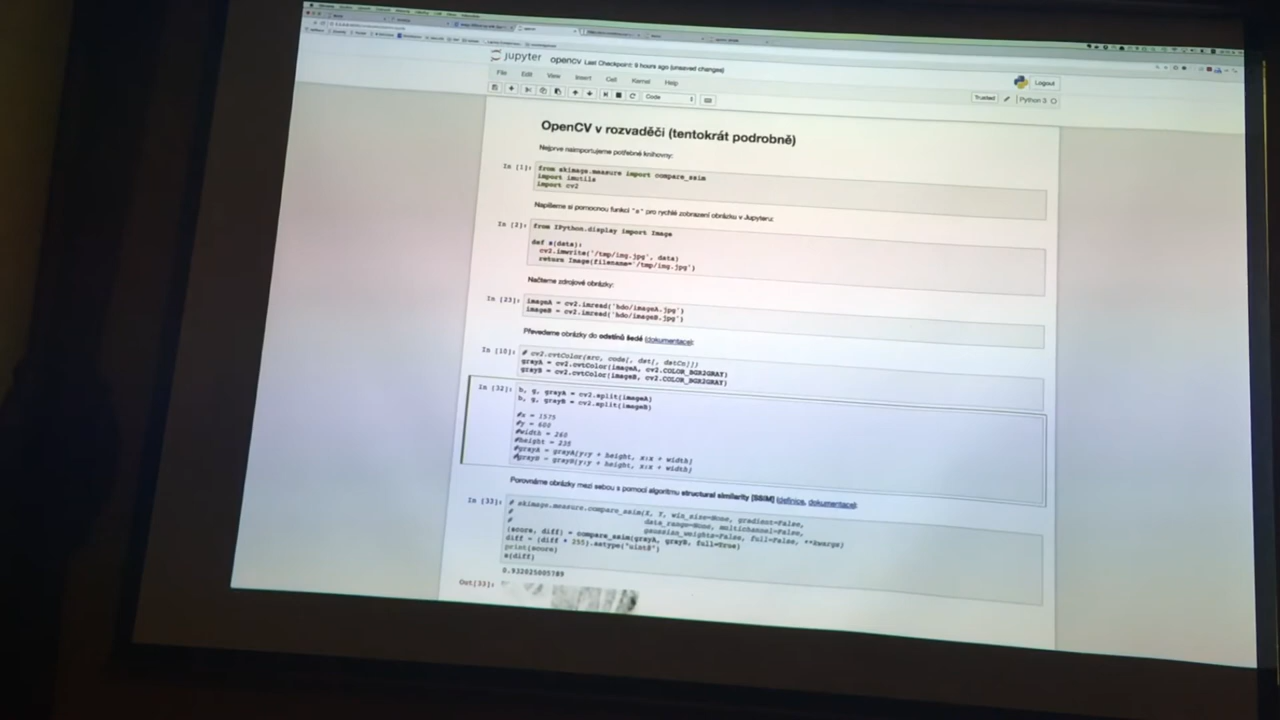 jupyter opencv Last Checkpoint: 9 hours ago (unsaved changes)
Logout
File Edit View Insert Cell Kernel Help
Trusted
Python 3
Code
OpenCV v rozvaděči (tentokrát podrobně)
Nejprve naimportujeme potřebné knihovny:
In [1]:
from skimage.measure import compare_ssim
import imutils
import cv2
Napíšeme si pomocnou funkci "s" pro rychlé zobrazení obrázku v Jupyteru:
In [2]:
from IPython.display import Image
def s(data):
cv2.imwrite('/tmp/img.jpg', data)
return Image(filename='/tmp/img.jpg')
Načteme zdrojové obrázky:
In [23]:
imageA = cv2.imread('hdo/imageA.jpg')
imageB = cv2.imread('hdo/imageB.jpg')
Převedeme obrázky do odstínů šedé (dokumentace):
In [10]:
# cv2.cvtColor(src, code[, dst[, dstCn]])
grayA = cv2.cvtColor(imageA, cv2.COLOR_BGR2GRAY)
grayB = cv2.cvtColor(imageB, cv2.COLOR_BGR2GRAY)
In [32]:
b, g, grayA = cv2.split(imageA)
b, g, grayB = cv2.split(imageB)
#x = 1575
#y = 600
#width = 260
#height = 235
#grayA = grayA[y:y + height, x:x + width]
#grayB = grayB[y:y + height, x:x + width]
Porovnáme obrázky mezi sebou s pomocí algoritmu structural similarity [SSIM] (definice, dokumentace):
In [33]:
# skimage.measure.compare_ssim(X, Y, win_size=None, gradient=False,
# data_range=None, multichannel=False,
# gaussian_weights=False, full=False, **kwargs)
(score, diff) = compare_ssim(grayA, grayB, full=True)
diff = (diff * 255).astype("uint8")
print(score)
s(diff)
0.932025005789
Out[33]: